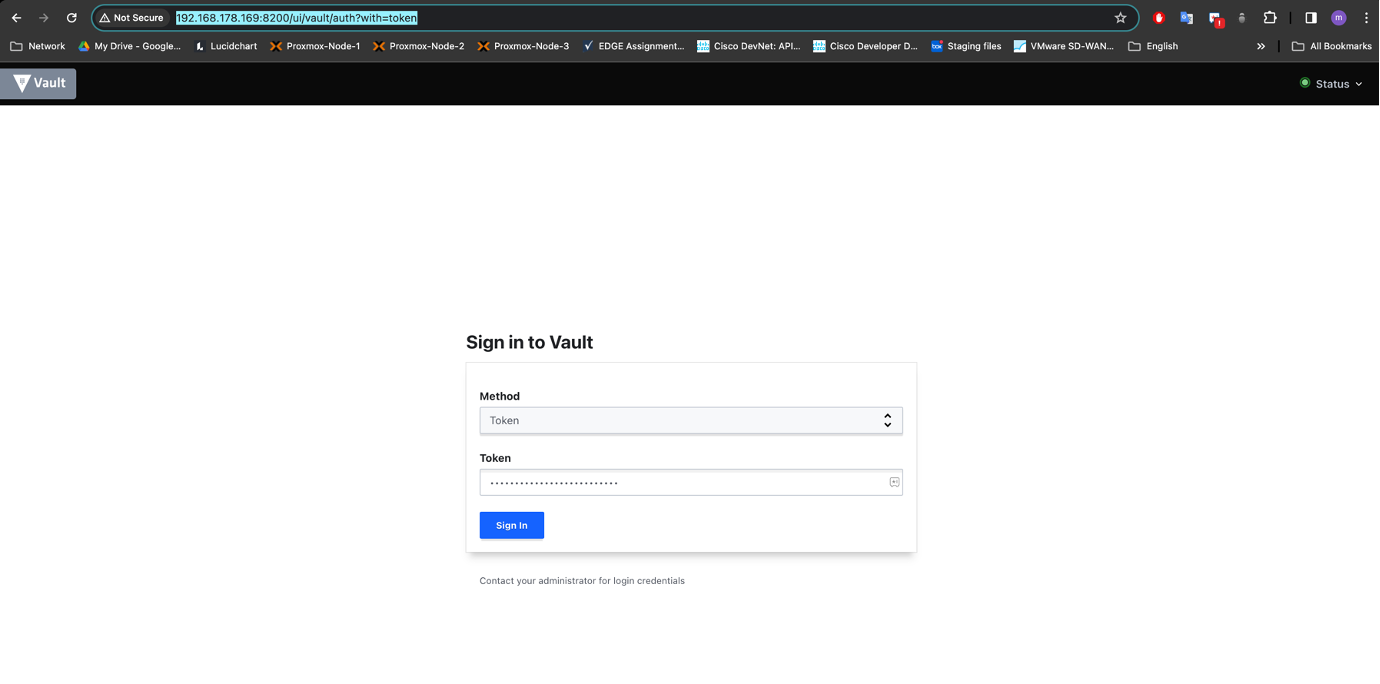 Not Secure 192.168.178.169:8200/ui/vault/auth?with=token m
Network My Drive - Google... Lucidchart Proxmox-Node-1 Proxmox-Node-2 Proxmox-Node-3 EDGE Assignment... Cisco DevNet: API... Cisco Developer D... Staging files VMware SD-WAN... English » All Bookmarks
Vault Status
Sign in to Vault
Method
Token
Token
••••••••••••••••••••••••••
Sign In
Contact your administrator for login credentials